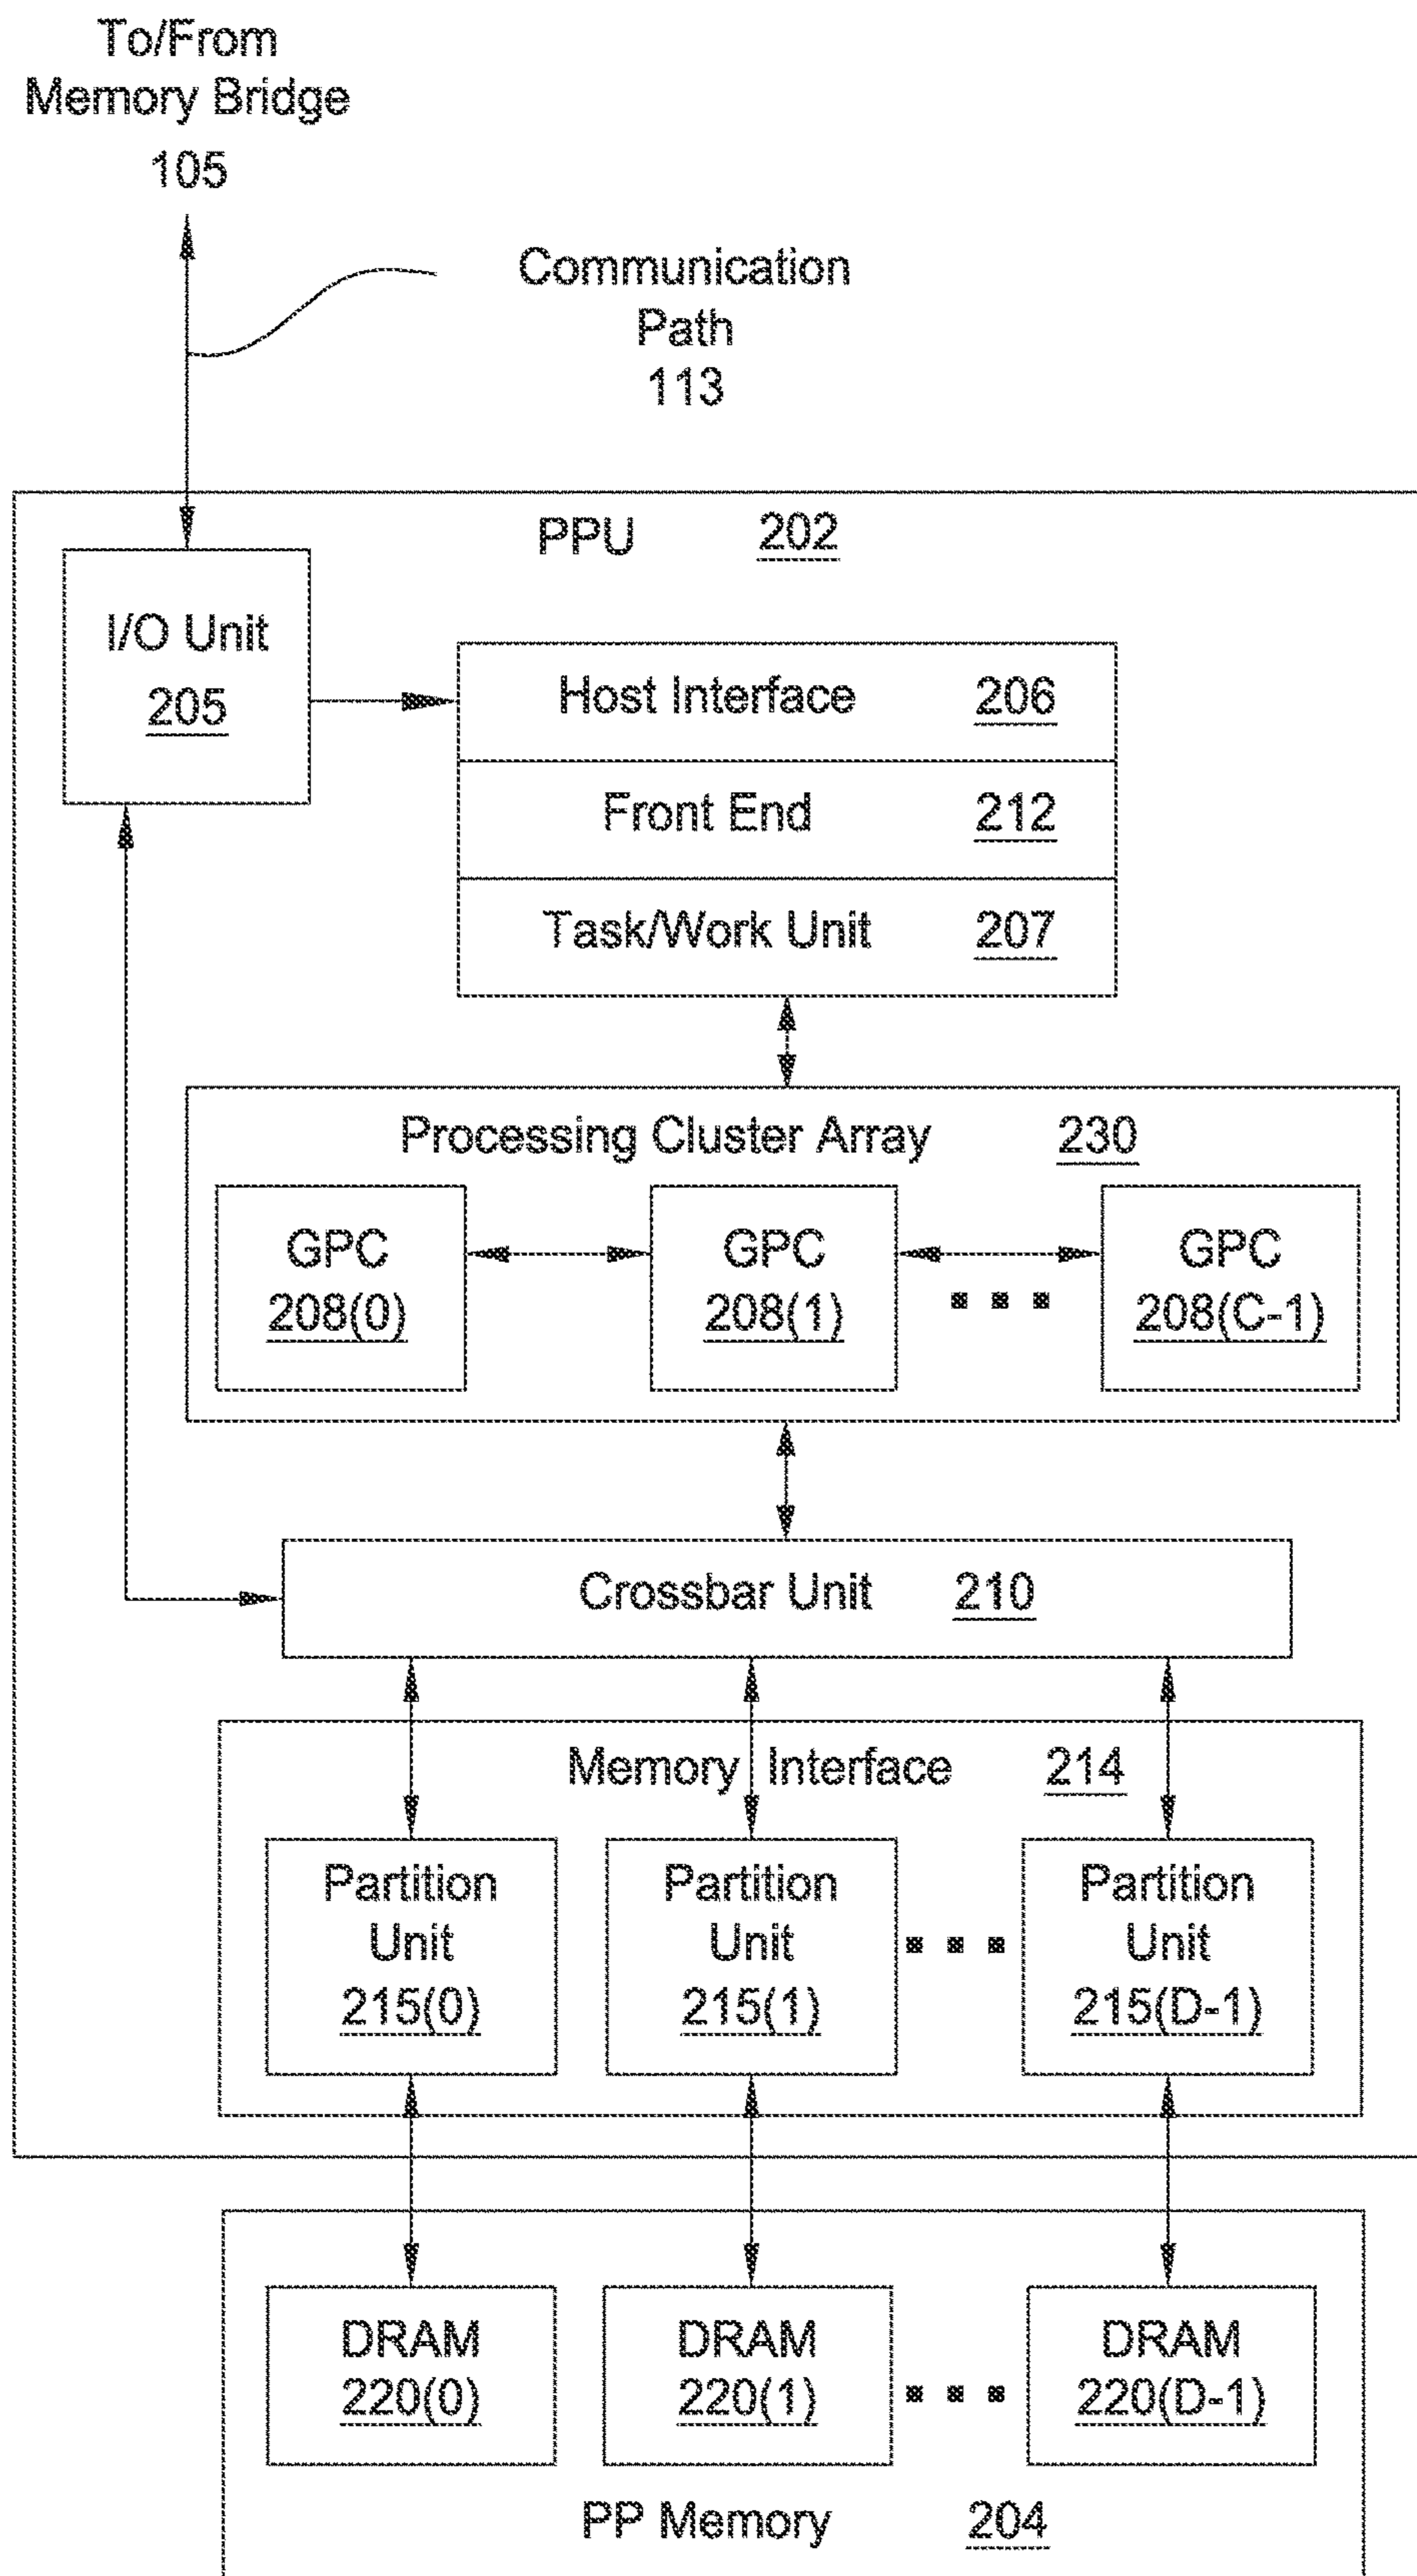 To/From
Memory Bridge
105
Communication
Path
113
PPU 202
I/O Unit
205
Host Interface 206
Front End 212
Task/Work Unit 207
Processing Cluster Array 230
GPC
208(0)
GPC
208(1)
GPC
208(C-1)
Crossbar Unit 210
Memory Interface 214
Partition
Unit
215(0)
Partition
Unit
215(1)
Partition
Unit
215(D-1)
DRAM
220(0)
DRAM
220(1)
DRAM
220(D-1)
PP Memory 204